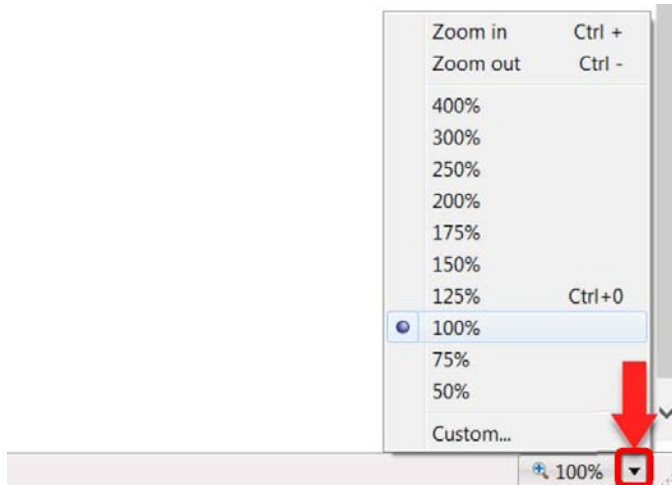 Zoom in Ctrl +
Zoom out Ctrl -
400%
300%
250%
200%
175%
150%
125% Ctrl+0
100%
75%
50%
Custom...
100%